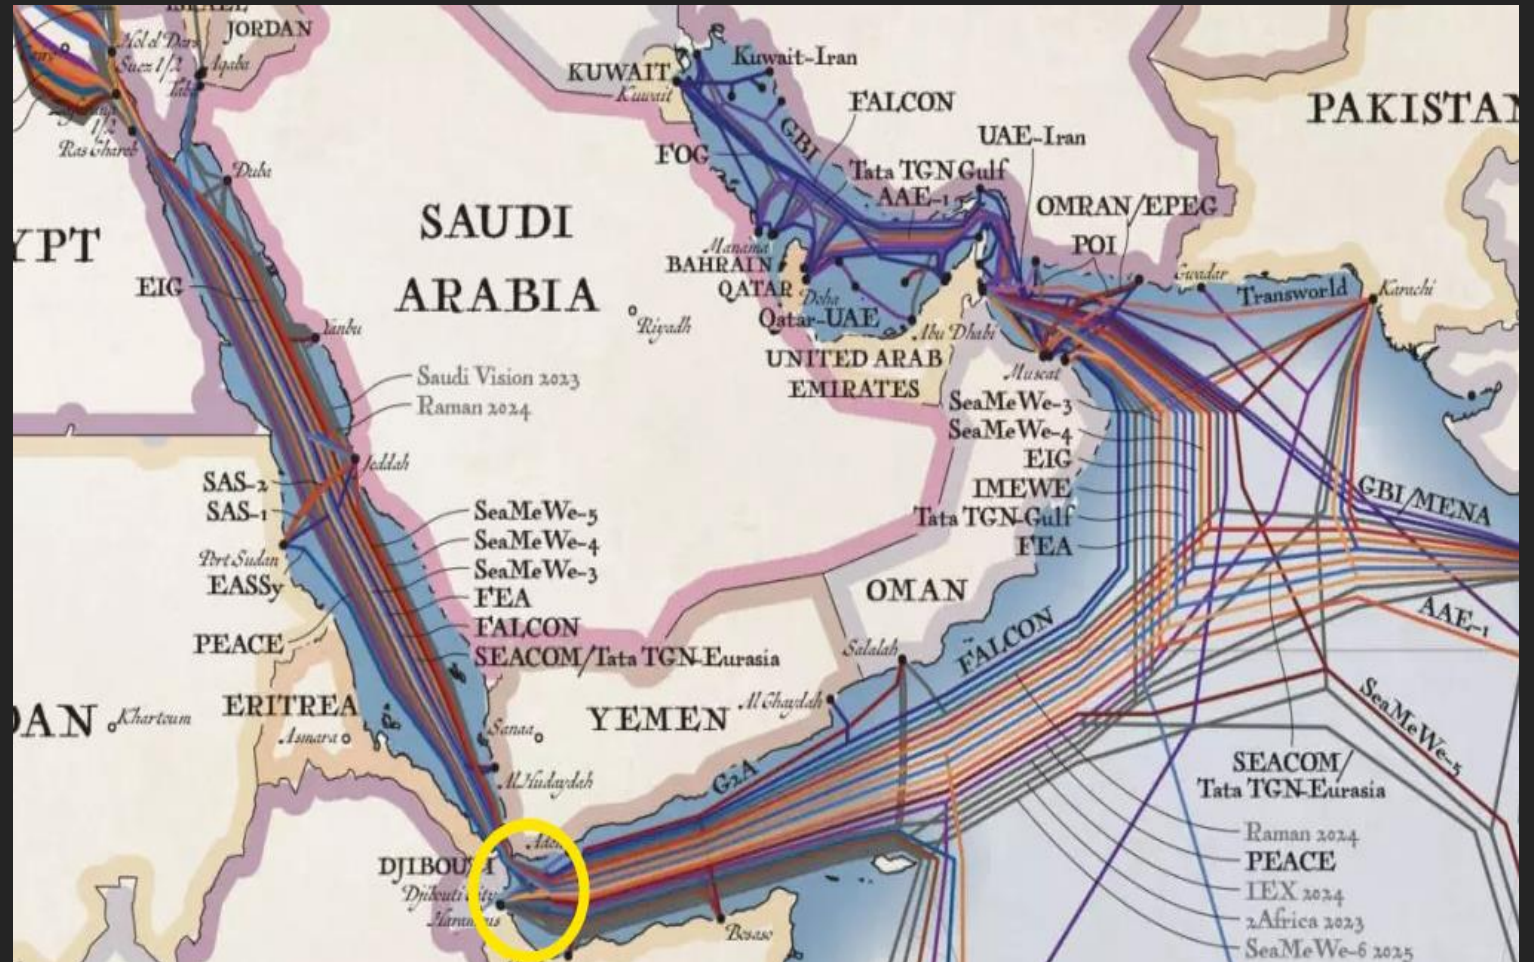 JORDAN
Aqaba
Suez 1/2
Ras Ghareb
Duba
YPT
EIG
SAUDI
ARABIA
Riyadh
Yanbu
Saudi Vision 2023
Raman 2024
Jeddah
SAS-2
SAS-1
Port Sudan
EASSy
PEACE
SeaMeWe-5
SeaMeWe-4
SeaMeWe-3
FEA
FALCON
SEACOM/Tata TGN-Eurasia
Khartoum
ERITREA
Asmara
YEMEN
Sanaa
Al Hudaydah
Al Ghaydah
Salalah
G2A
Djibouti City
Bosaso
KUWAIT
Kuwait
Kuwait-Iran
FALCON
GBI
FOG
UAE-Iran
Tata TGN Gulf
AAE-1
OMRAN/EPEG
POI
Manama
BAHRAIN
QATAR
Doha
Qatar-UAE
Abu Dhabi
UNITED ARAB
EMIRATES
Muscat
Gwadar
Transworld
Karachi
SeaMeWe-3
SeaMeWe-4
EIG
IMEWE
Tata TGN-Gulf
FEA
OMAN
FALCON
GBI/MENA
AAE-1
SeaMeWe-5
SEACOM/
Tata TGN-Eurasia
Raman 2024
PEACE
IEX 2024
2Africa 2023
SeaMeWe-6 2025